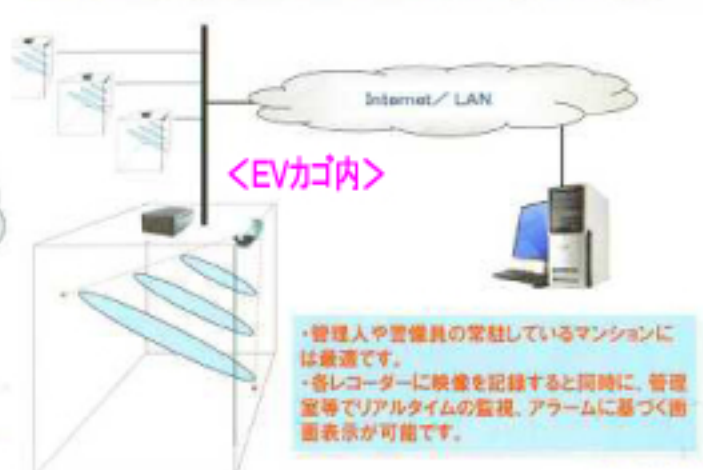 Internet／LAN
＜EVカゴ内＞
・管理人や警備員の常駐しているマンションに
は最適です。
・各レコーダーに映像を記録すると同時に、管理
室等でリアルタイムの監視、アラームに基づく画
面表示が可能です。